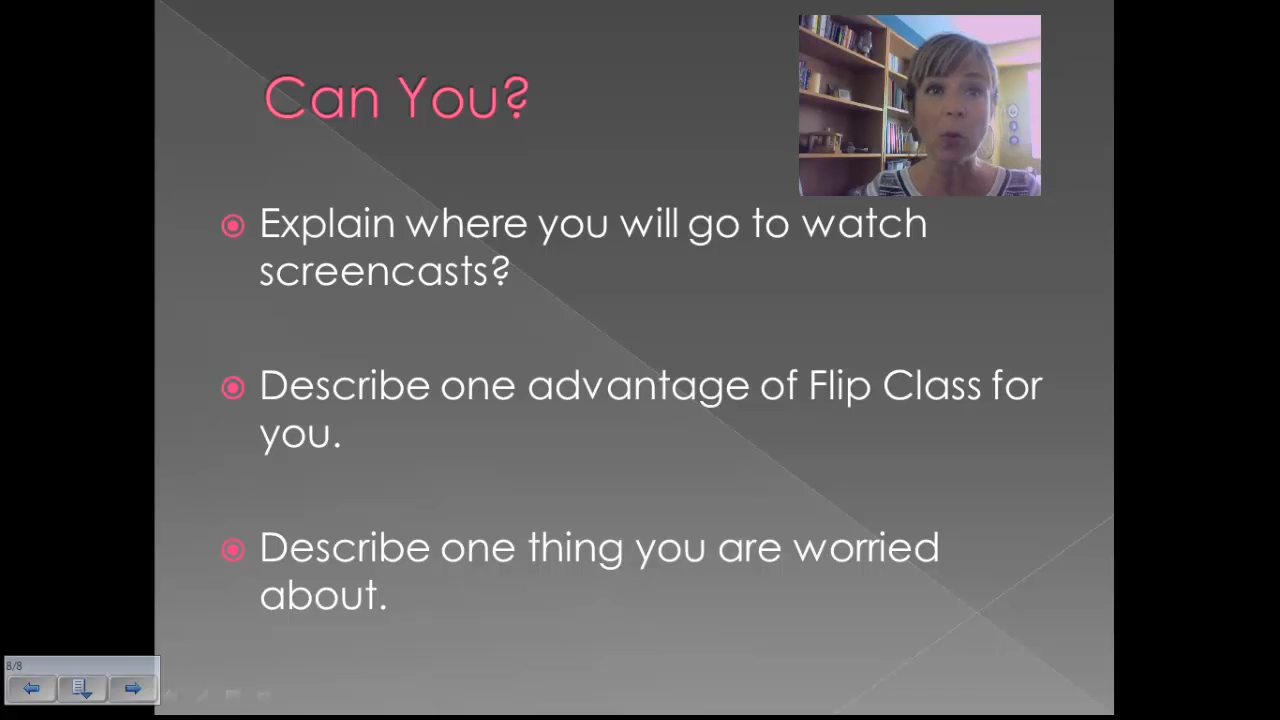 Can You?
Explain where you will go to watch
screencasts?
Describe one advantage of Flip Class for
you.
Describe one thing you are worried
about.
8/8